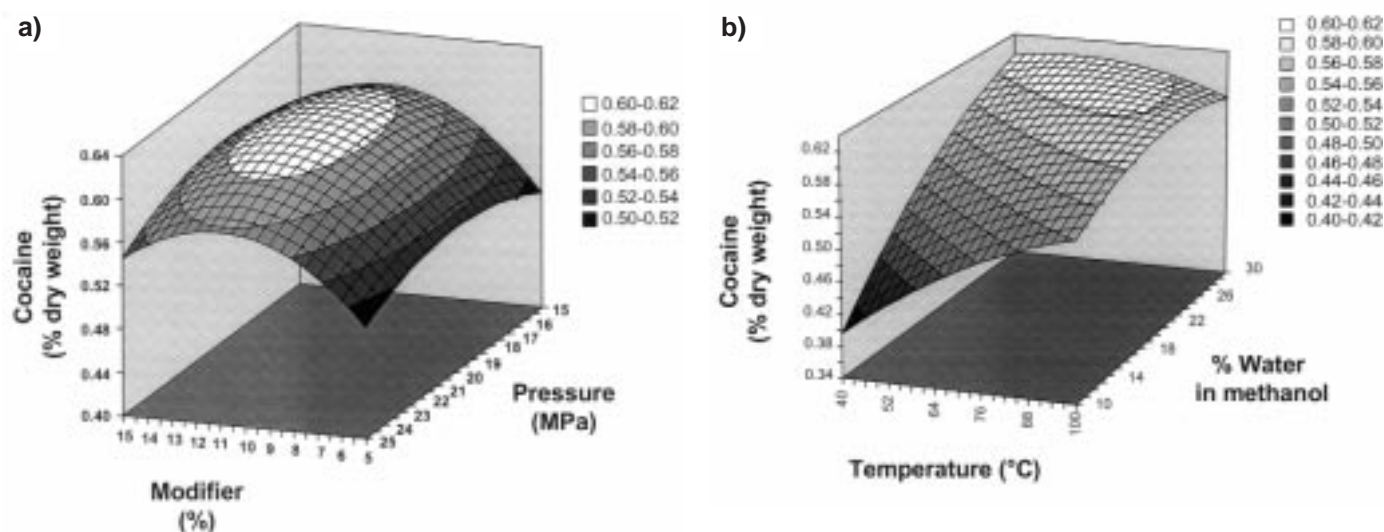 a)
0.60-0.62
0.58-0.60
0.56-0.58
0.54-0.56
0.52-0.54
0.50-0.52
Cocaine
(% dry weight)
0.64
0.60
0.56
0.52
0.48
0.44
0.40
15 14 13 12 11 10 9 8 7 6 5
Modifier
(%)
25 24 23 22 21 20 19 18 17 16 15
Pressure
(MPa)
b)
0.60-0.62
0.58-0.60
0.56-0.58
0.54-0.56
0.52-0.54
0.50-0.52
0.48-0.50
0.46-0.48
0.44-0.46
0.42-0.44
0.40-0.42
Cocaine
(% dry weight)
0.62
0.58
0.54
0.50
0.46
0.42
0.38
0.34
40 52 64 76 88 100
Temperature (°C)
10 14 18 22 26 30
% Water
in methanol